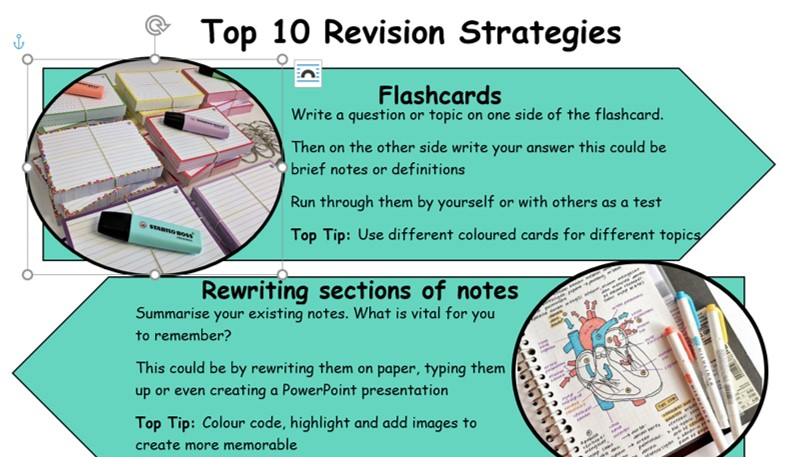 Top 10 Revision Strategies
Flashcards
Write a question or topic on one side of the flashcard.
Then on the other side write your answer this could be
brief notes or definitions
Run through them by yourself or with others as a test
Top Tip: Use different coloured cards for different topics
STABILO BOSS
Rewriting sections of notes
Summarise your existing notes. What is vital for you
to remember?
This could be by rewriting them on paper, typing them
up or even creating a PowerPoint presentation
Top Tip: Colour code, highlight and add images to
create more memorable